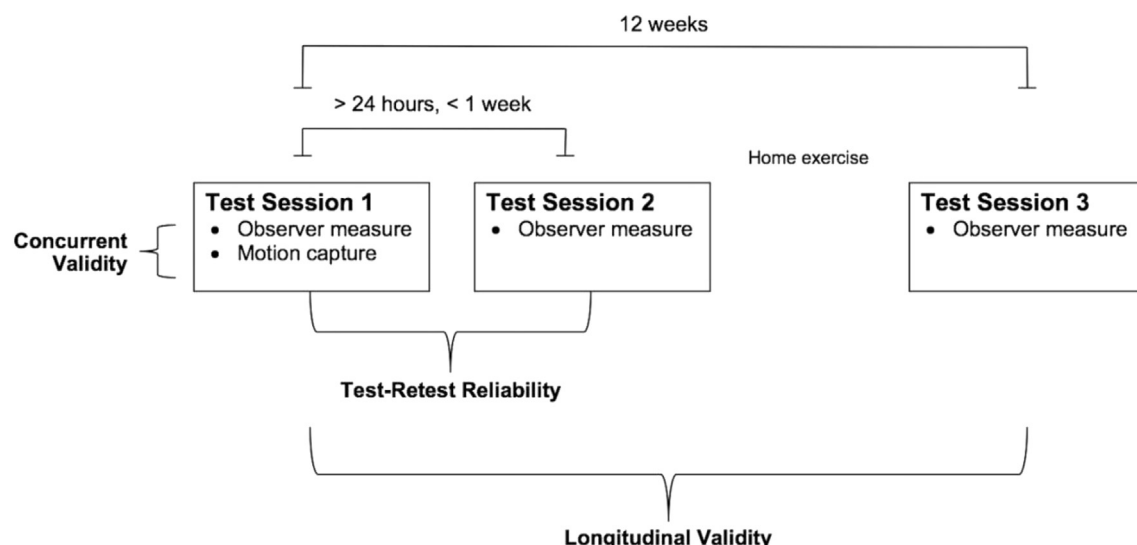 12 weeks
> 24 hours, < 1 week
Home exercise
Test Session 1
• Observer measure
• Motion capture
Test Session 2
• Observer measure
Test Session 3
• Observer measure
Concurrent
Validity
Test-Retest Reliability
Longitudinal Validity